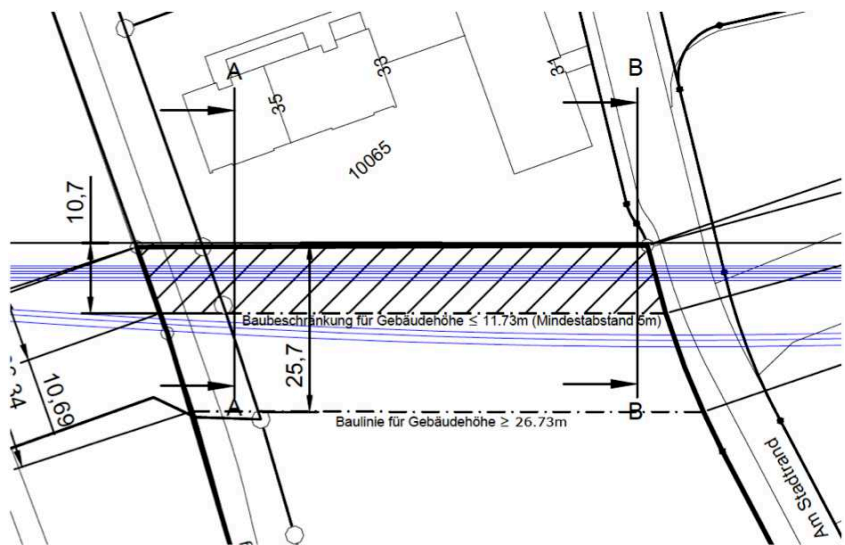 A
B
33
31
35
10065
10,7
Baubeschränkung für Gebäudehöhe ≤ 11.73m (Mindestabstand 5m)
25,7
10,69
A
B
Baulinie für Gebäudehöhe ≥ 26.73m
Am Stadtrand